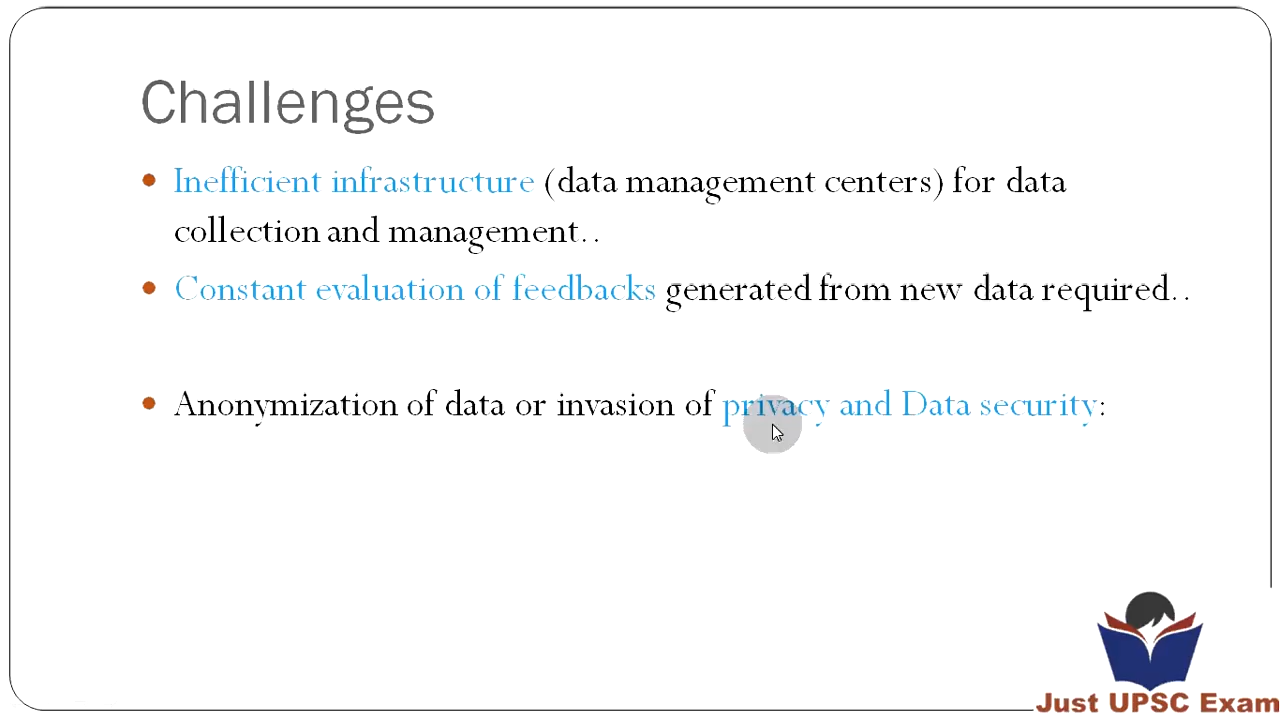 Challenges
• Inefficient infrastructure (data management centers) for data
collection and management. .
• Constant evaluation of feedbacks generated from new data required. .
• Anonymization of data or invasion of privacy and Data security:
Just UPSC Exam